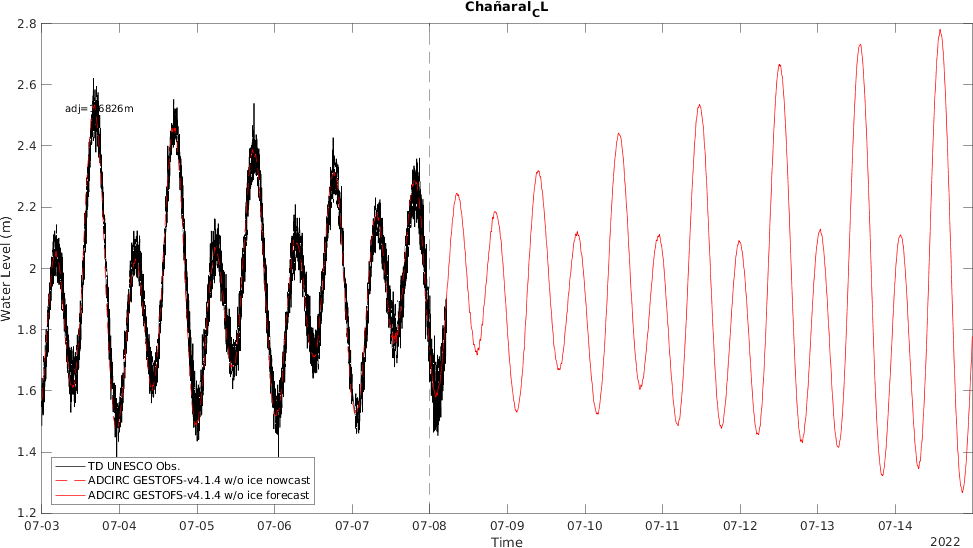 Chañaral_CL
2.8
2.6
2.4
2.2
2
1.8
1.6
1.4
1.2
Water Level (m)
adj=1.6826m
TD UNESCO Obs.
ADCIRC GESTOFS-v4.1.4 w/o ice nowcast
ADCIRC GESTOFS-v4.1.4 w/o ice forecast
07-03 07-04 07-05 07-06 07-07 07-08 07-09 07-10 07-11 07-12 07-13 07-14
Time
2022